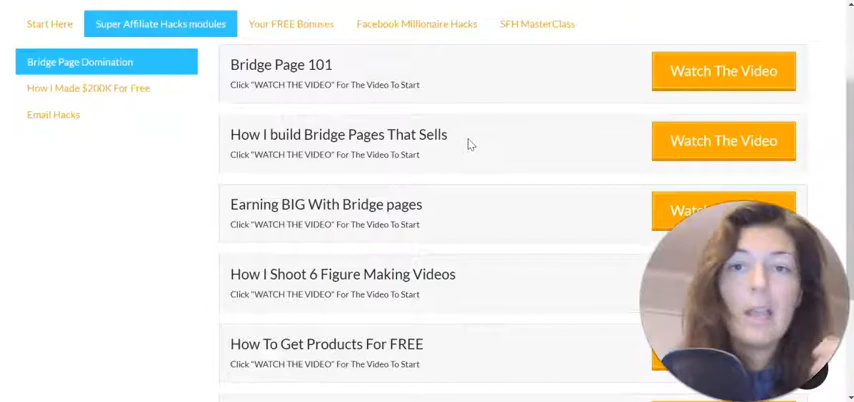 Start Here
Super Affiliate Hacks modules
Your FREE Bonuses
Facebook Millionaire Hacks
SFH MasterClass
Bridge Page Domination
How I Made $200K For Free
Email Hacks
Bridge Page 101
Click "WATCH THE VIDEO" For The Video To Start
Watch The Video
How I build Bridge Pages That Sells
Click "WATCH THE VIDEO" For The Video To Start
Watch The Video
Earning BIG With Bridge pages
Click "WATCH THE VIDEO" For The Video To Start
How I Shoot 6 Figure Making Videos
Click "WATCH THE VIDEO" For The Video To Start
How To Get Products For FREE
Click "WATCH THE VIDEO" For The Video To Start